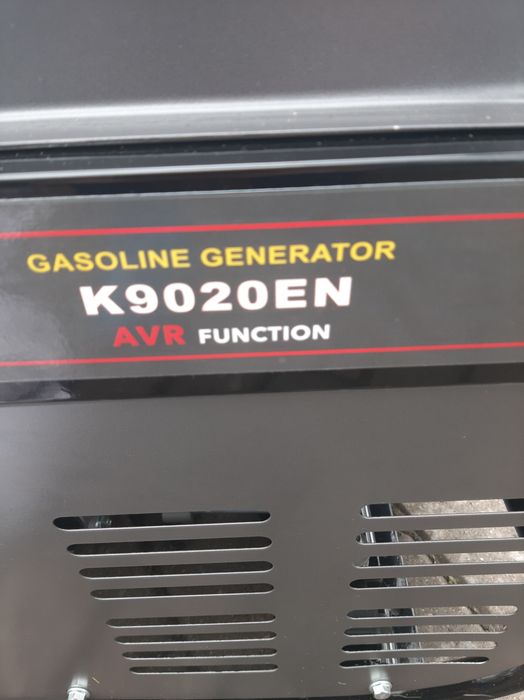 GASOLINE GENERATOR
K9020EN
AVR FUNCTION